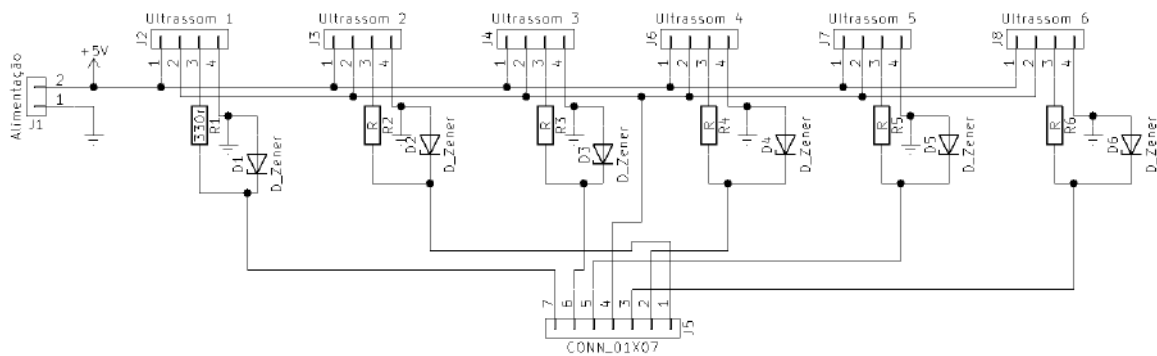 Ultrassom 1
Ultrassom 2
Ultrassom 3
Ultrassom 4
Ultrassom 5
Ultrassom 6
J2
J3
J4
J6
J7
J8
1 2 3 4
1 2 3 4
1 2 3 4
1 2 3 4
1 2 3 4
1 2 3 4
+5V
Alimentação
J1
2
1
330r
R1
D1
D_Zener
R
R2
D2
D_Zener
R
R3
D3
D_Zener
R
R4
D4
D_Zener
R
R5
D5
D_Zener
R
R6
D6
D_Zener
7 6 5 4 3 2 1
J5
CONN_01X07